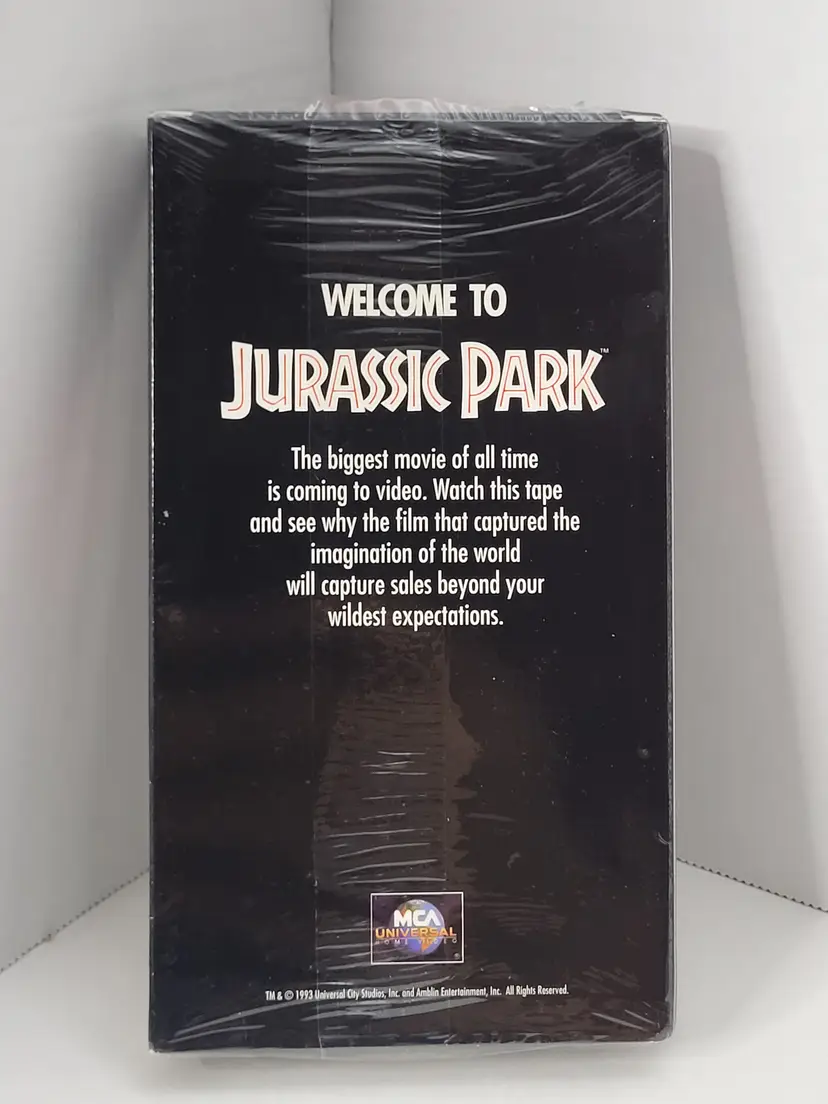 WELCOME TO
JURASSIC PARK™
The biggest movie of all time
is coming to video. Watch this tape
and see why the film that captured the
imagination of the world
will capture sales beyond your
wildest expectations.
MCA
UNIVERSAL
HOME VIDEO
TM & © 1993 Universal City Studios, Inc. and Amblin Entertainment, Inc. All Rights Reserved.